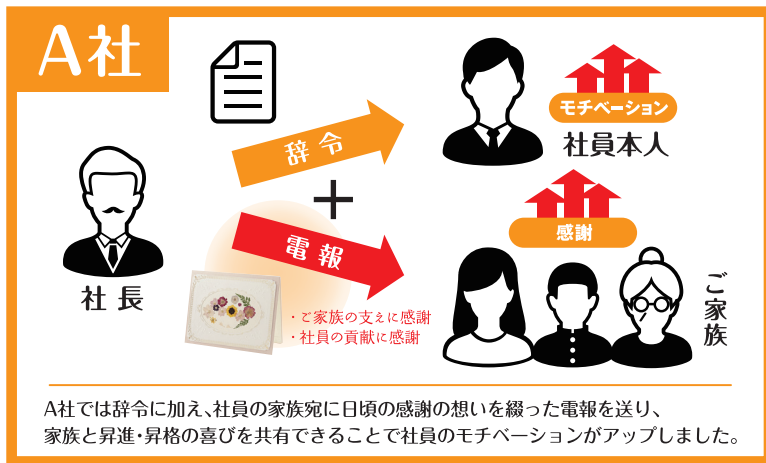 A社
モチベーション
社員本人
辞令
+
感謝
電報
社長
・ご家族の支えに感謝
・社員の貢献に感謝
ご家族
A社では辞令に加え、社員の家族宛に日頃の感謝の想いを綴った電報を送り、
家族と昇進・昇格の喜びを共有できることで社員のモチベーションがアップしました。